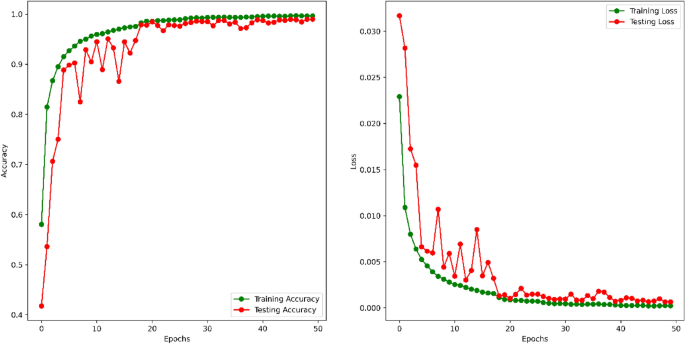 1.0
0.9
0.8
0.7
0.6
0.5
0.4
Accuracy
0 10 20 30 40 50
Epochs
Training Accuracy
Testing Accuracy
0.030
0.025
0.020
0.015
0.010
0.005
0.000
Loss
0 10 20 30 40 50
Epochs
Training Loss
Testing Loss